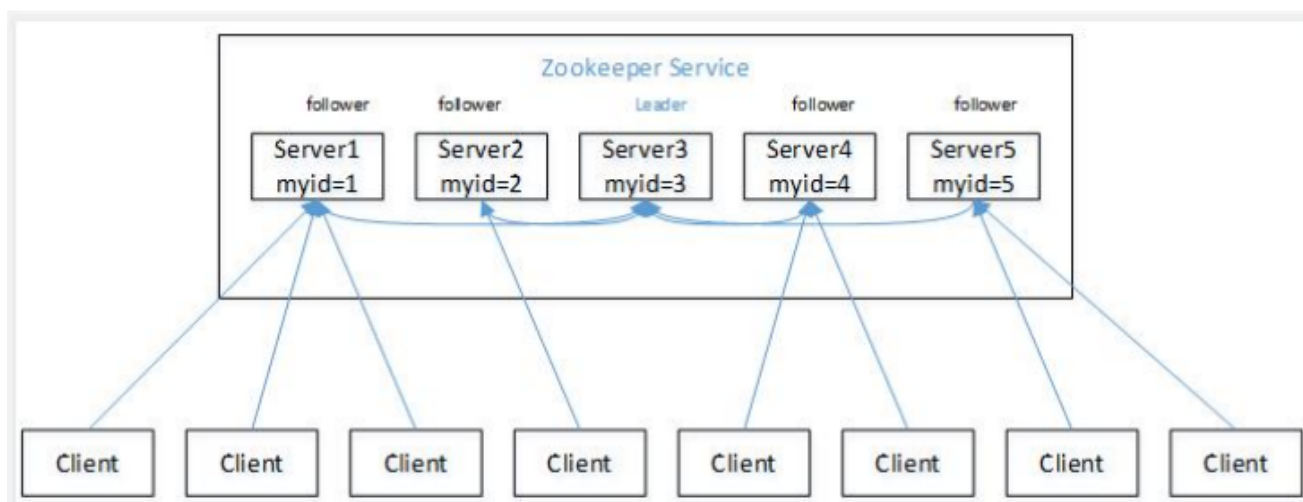 Zookeeper Service
follower follower Leader follower follower
Server1 Server2 Server3 Server4 Server5
myid=1 myid=2 myid=3 myid=4 myid=5
Client Client Client Client Client Client Client Client